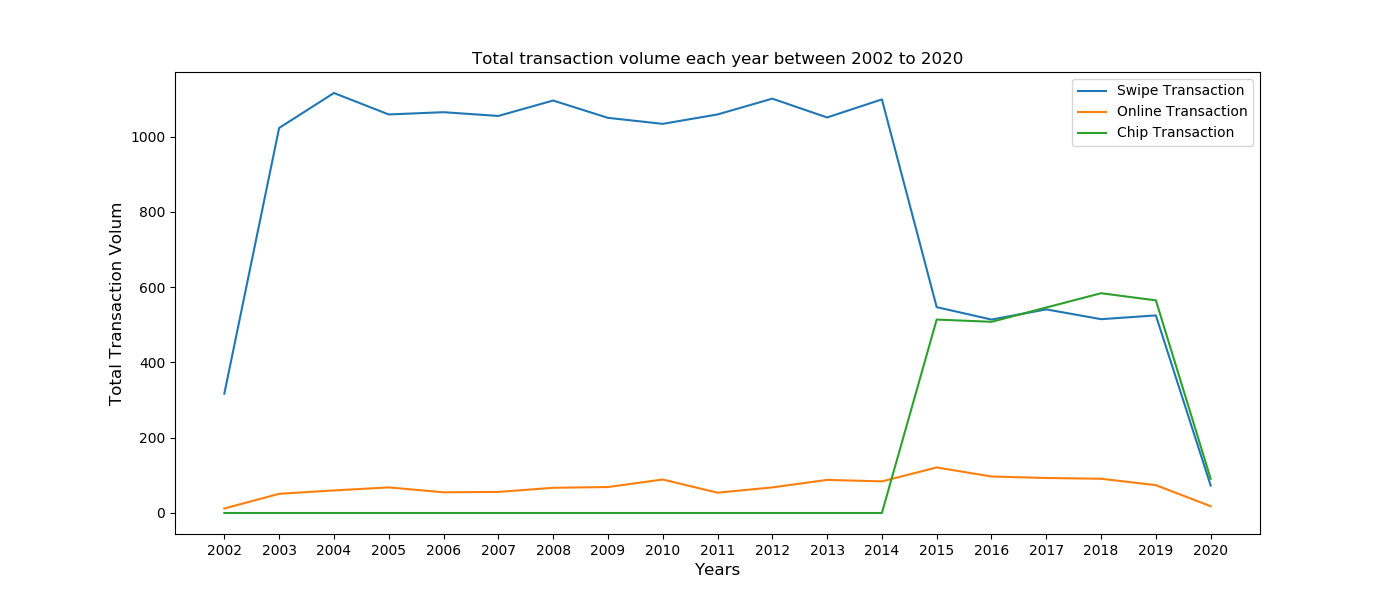 Total transaction volume each year between 2002 to 2020
Swipe Transaction
Online Transaction
Chip Transaction
Total Transaction Volum
1000
800
600
400
200
0
2002 2003 2004 2005 2006 2007 2008 2009 2010 2011 2012 2013 2014 2015 2016 2017 2018 2019 2020
Years